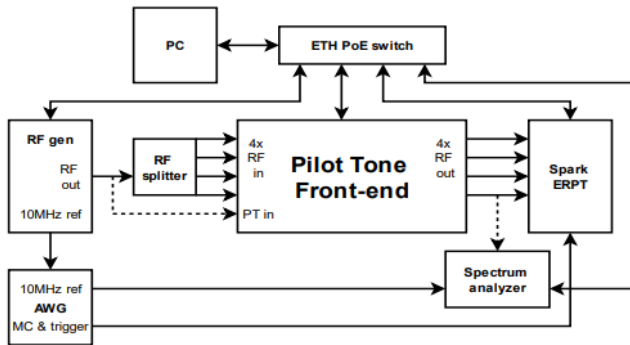 PC
ETH PoE switch
RF gen
RF
out
10MHz ref
RF
splitter
4x
RF
in
PT in
Pilot Tone
Front-end
4x
RF
out
Spark
ERPT
10MHz ref
AWG
MC & trigger
Spectrum
analyzer